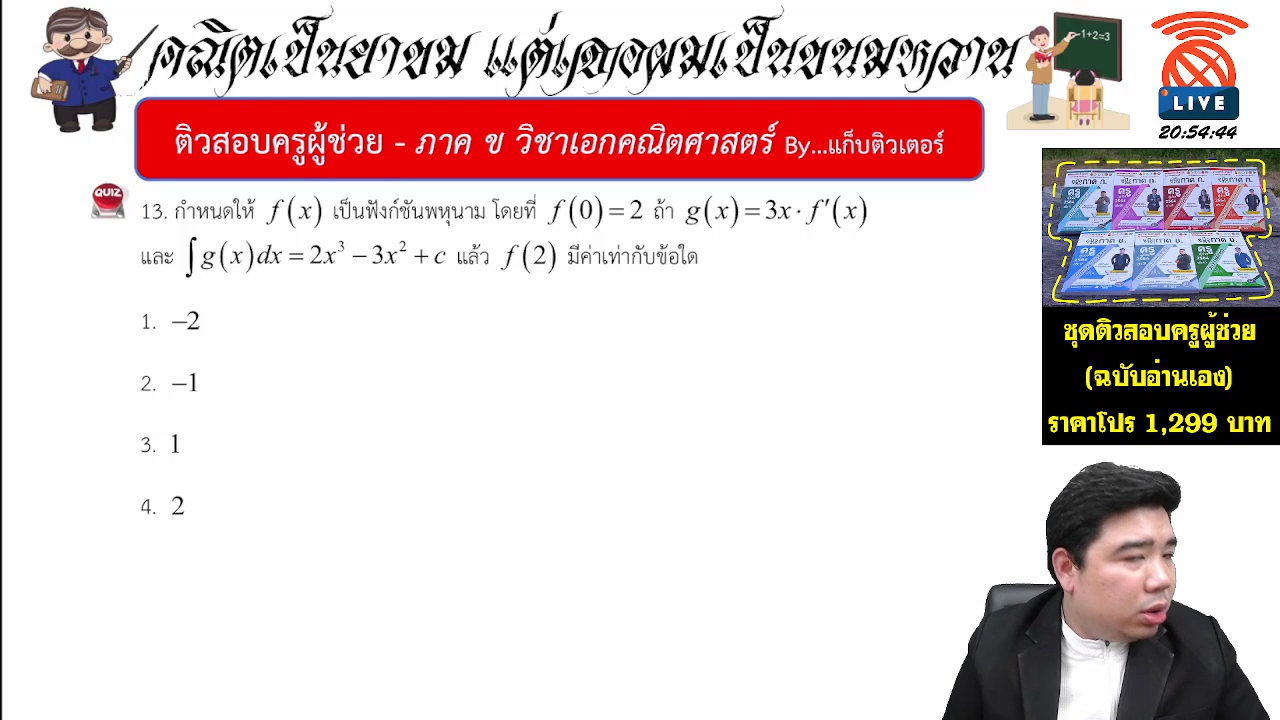 คณิตเป็นยาขม แต่เจอผมเป็นขนมหวาน
-1+2=3
LIVE
20:54:44
ติวสอบครูผู้ช่วย - ภาค ข วิชาเอกคณิตศาสตร์ By...แก็บติวเตอร์
QUIZ
13. กำหนดให้ f(x) เป็นฟังก์ชันพหุนาม โดยที่ f(0)=2 ถ้า g(x)=3x·f′(x)
และ ∫g(x)dx=2x³−3x²+c แล้ว f(2) มีค่าเท่ากับข้อใด
1. −2
2. −1
3. 1
4. 2
ชุดติวสอบครูผู้ช่วย
(ฉบับอ่านเอง)
ราคาโปร 1,299 บาท